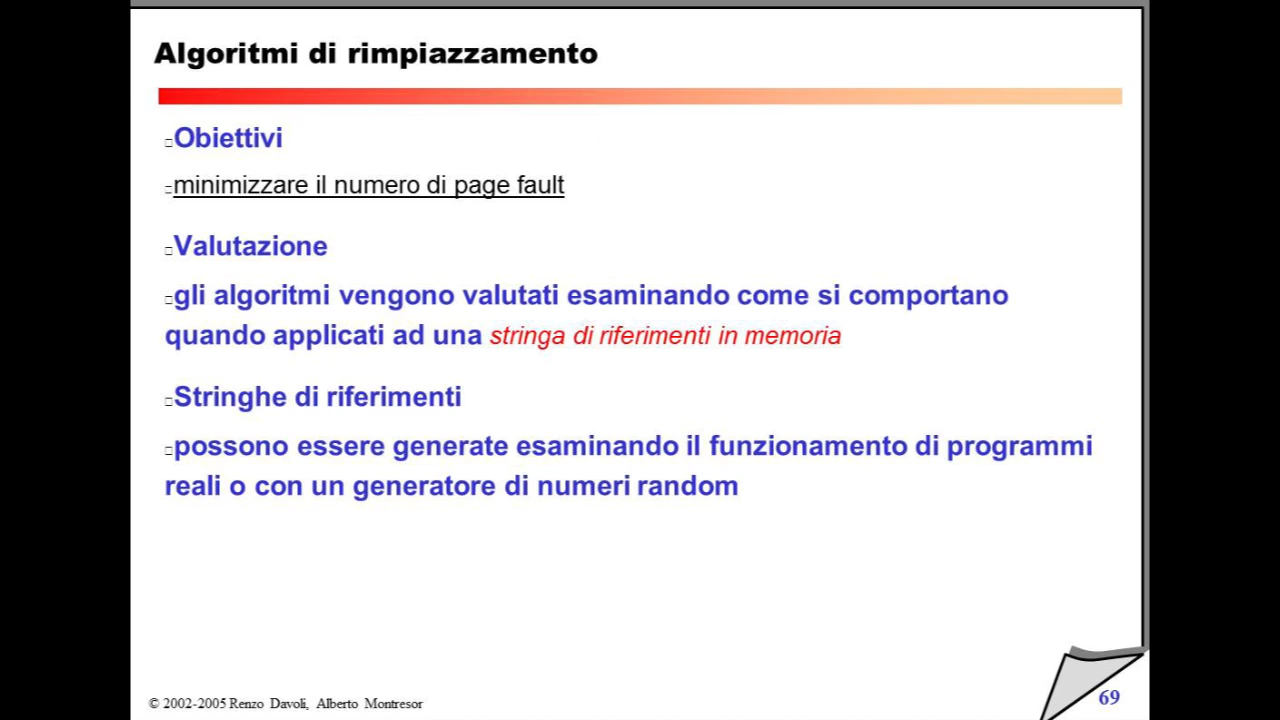 Algoritmi di rimpiazzamento
Obiettivi
minimizzare il numero di page fault
Valutazione
gli algoritmi vengono valutati esaminando come si comportano
quando applicati ad una stringa di riferimenti in memoria
Stringhe di riferimenti
possono essere generate esaminando il funzionamento di programmi
reali o con un generatore di numeri random
© 2002-2005 Renzo Davoli, Alberto Montresor
69